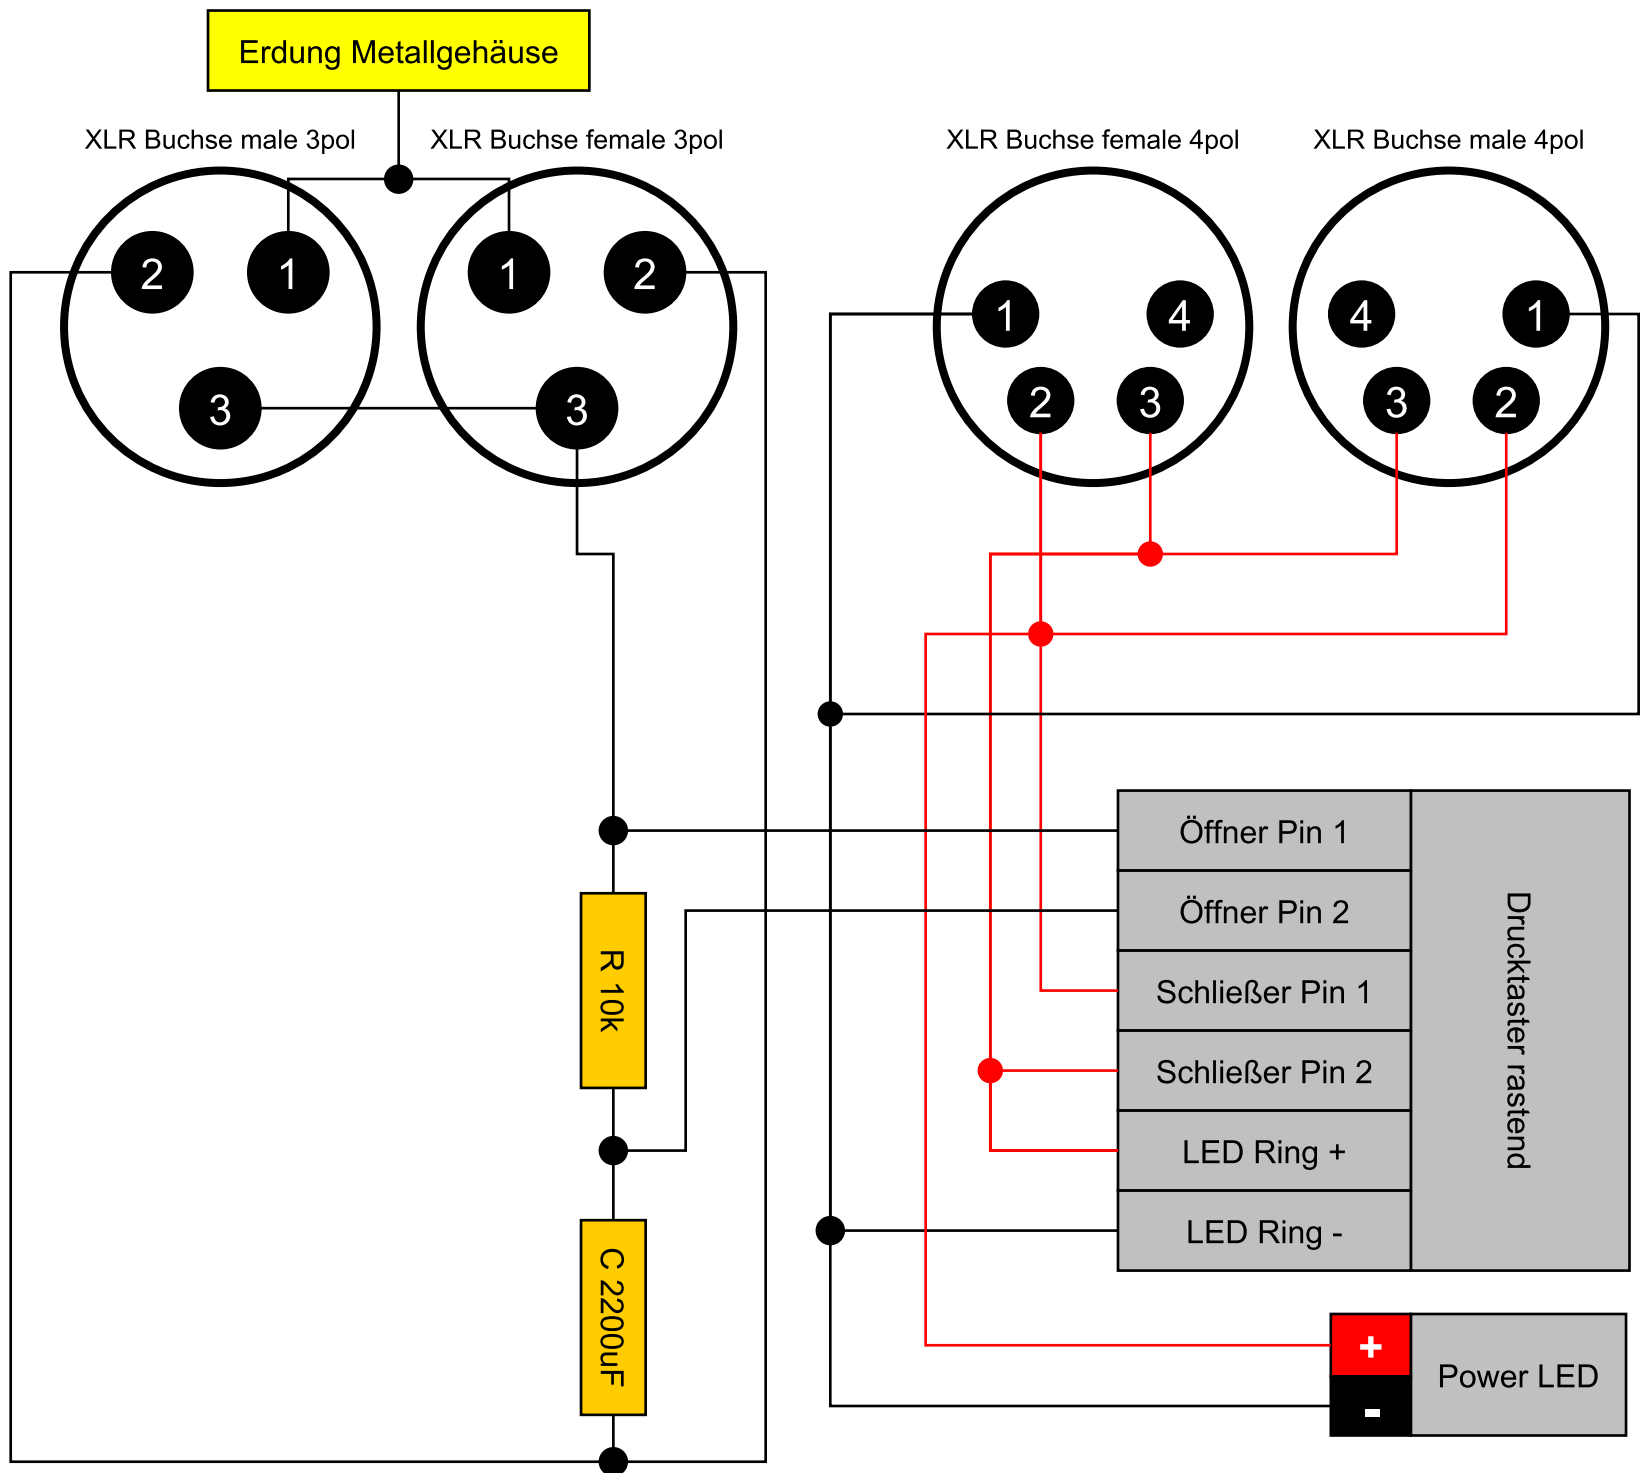 Erdung Metallgehäuse
XLR Buchse male 3pol
XLR Buchse female 3pol
XLR Buchse female 4pol
XLR Buchse male 4pol
2 1
3
1 2
3
1 4
2 3
4 1
3 2
Öffner Pin 1
Öffner Pin 2
Schließer Pin 1
Schließer Pin 2
LED Ring +
LED Ring -
Drucktaster rastend
R 10k
C 2200uF
+
-
Power LED